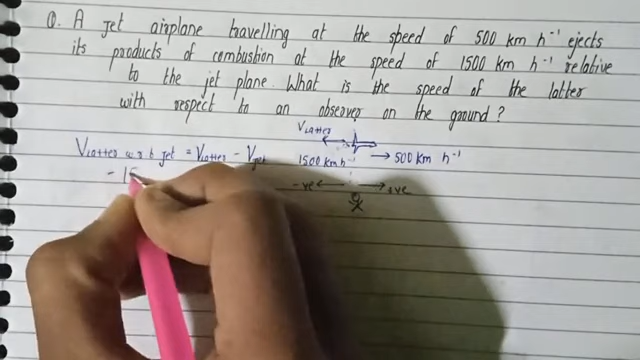 Q. A Jet airplane travelling at the speed of 500 km h⁻¹ ejects
its products of combustion at the speed of 1500 km h⁻¹ relative
to the jet plane. What is the speed of the latter
with respect to an observer on the ground?
Vlatter
Vlatter w.r.t jet = Vlatter - Vjet
1500 km h⁻¹ → 500 km h⁻¹
- 15
-ve ← → +ve